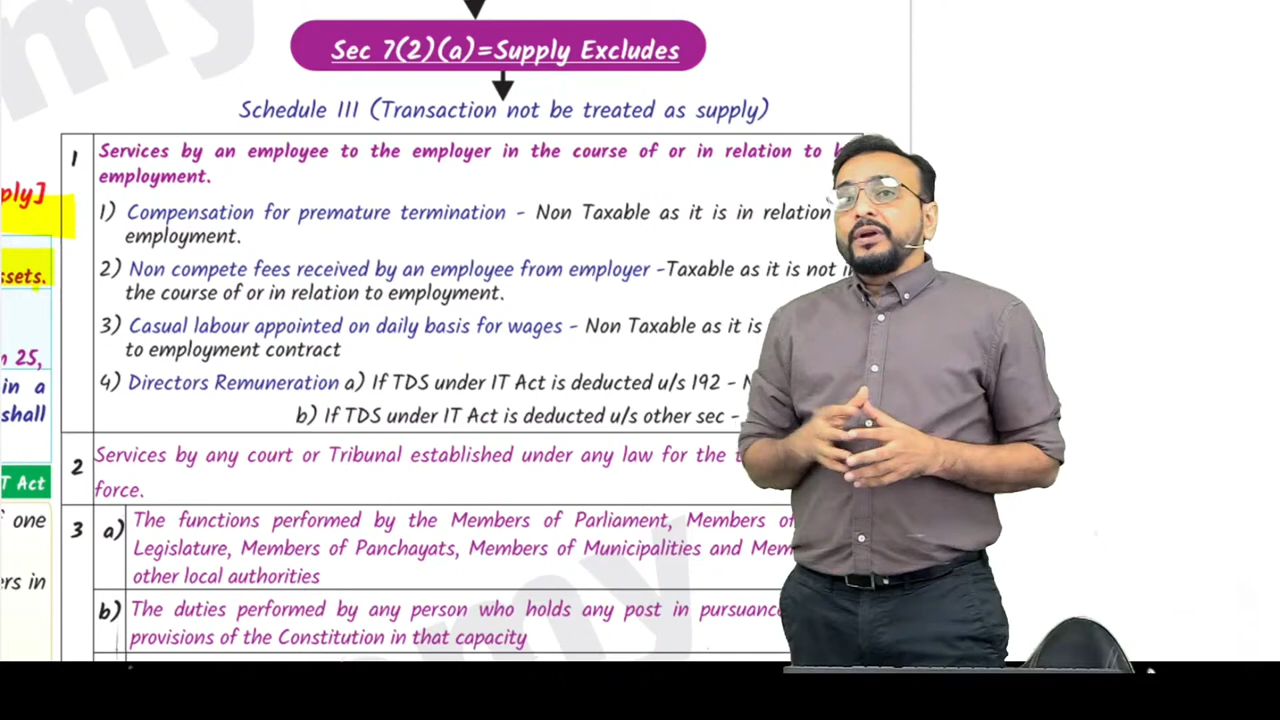 Sec 7(2)(a)=Supply Excludes
Schedule III (Transaction not be treated as supply)
1 Services by an employee to the employer in the course of or in relation to
employment.
1) Compensation for premature termination - Non Taxable as it is in relation
employment.
2) Non compete fees received by an employee from employer -Taxable as it is not
the course of or in relation to employment.
3) Casual labour appointed on daily basis for wages - Non Taxable as it is
to employment contract
4) Directors Remuneration a) If TDS under IT Act is deducted u/s 192 -
b) If TDS under IT Act is deducted u/s other sec -
2 Services by any court or Tribunal established under any law for the
force.
3 a) The functions performed by the Members of Parliament, Members of
Legislature, Members of Panchayats, Members of Municipalities and
other local authorities
b) The duties performed by any person who holds any post in pursuance
provisions of the Constitution in that capacity
ply]
ssets.
25,
in a
shall
T Act
one
ers in
my